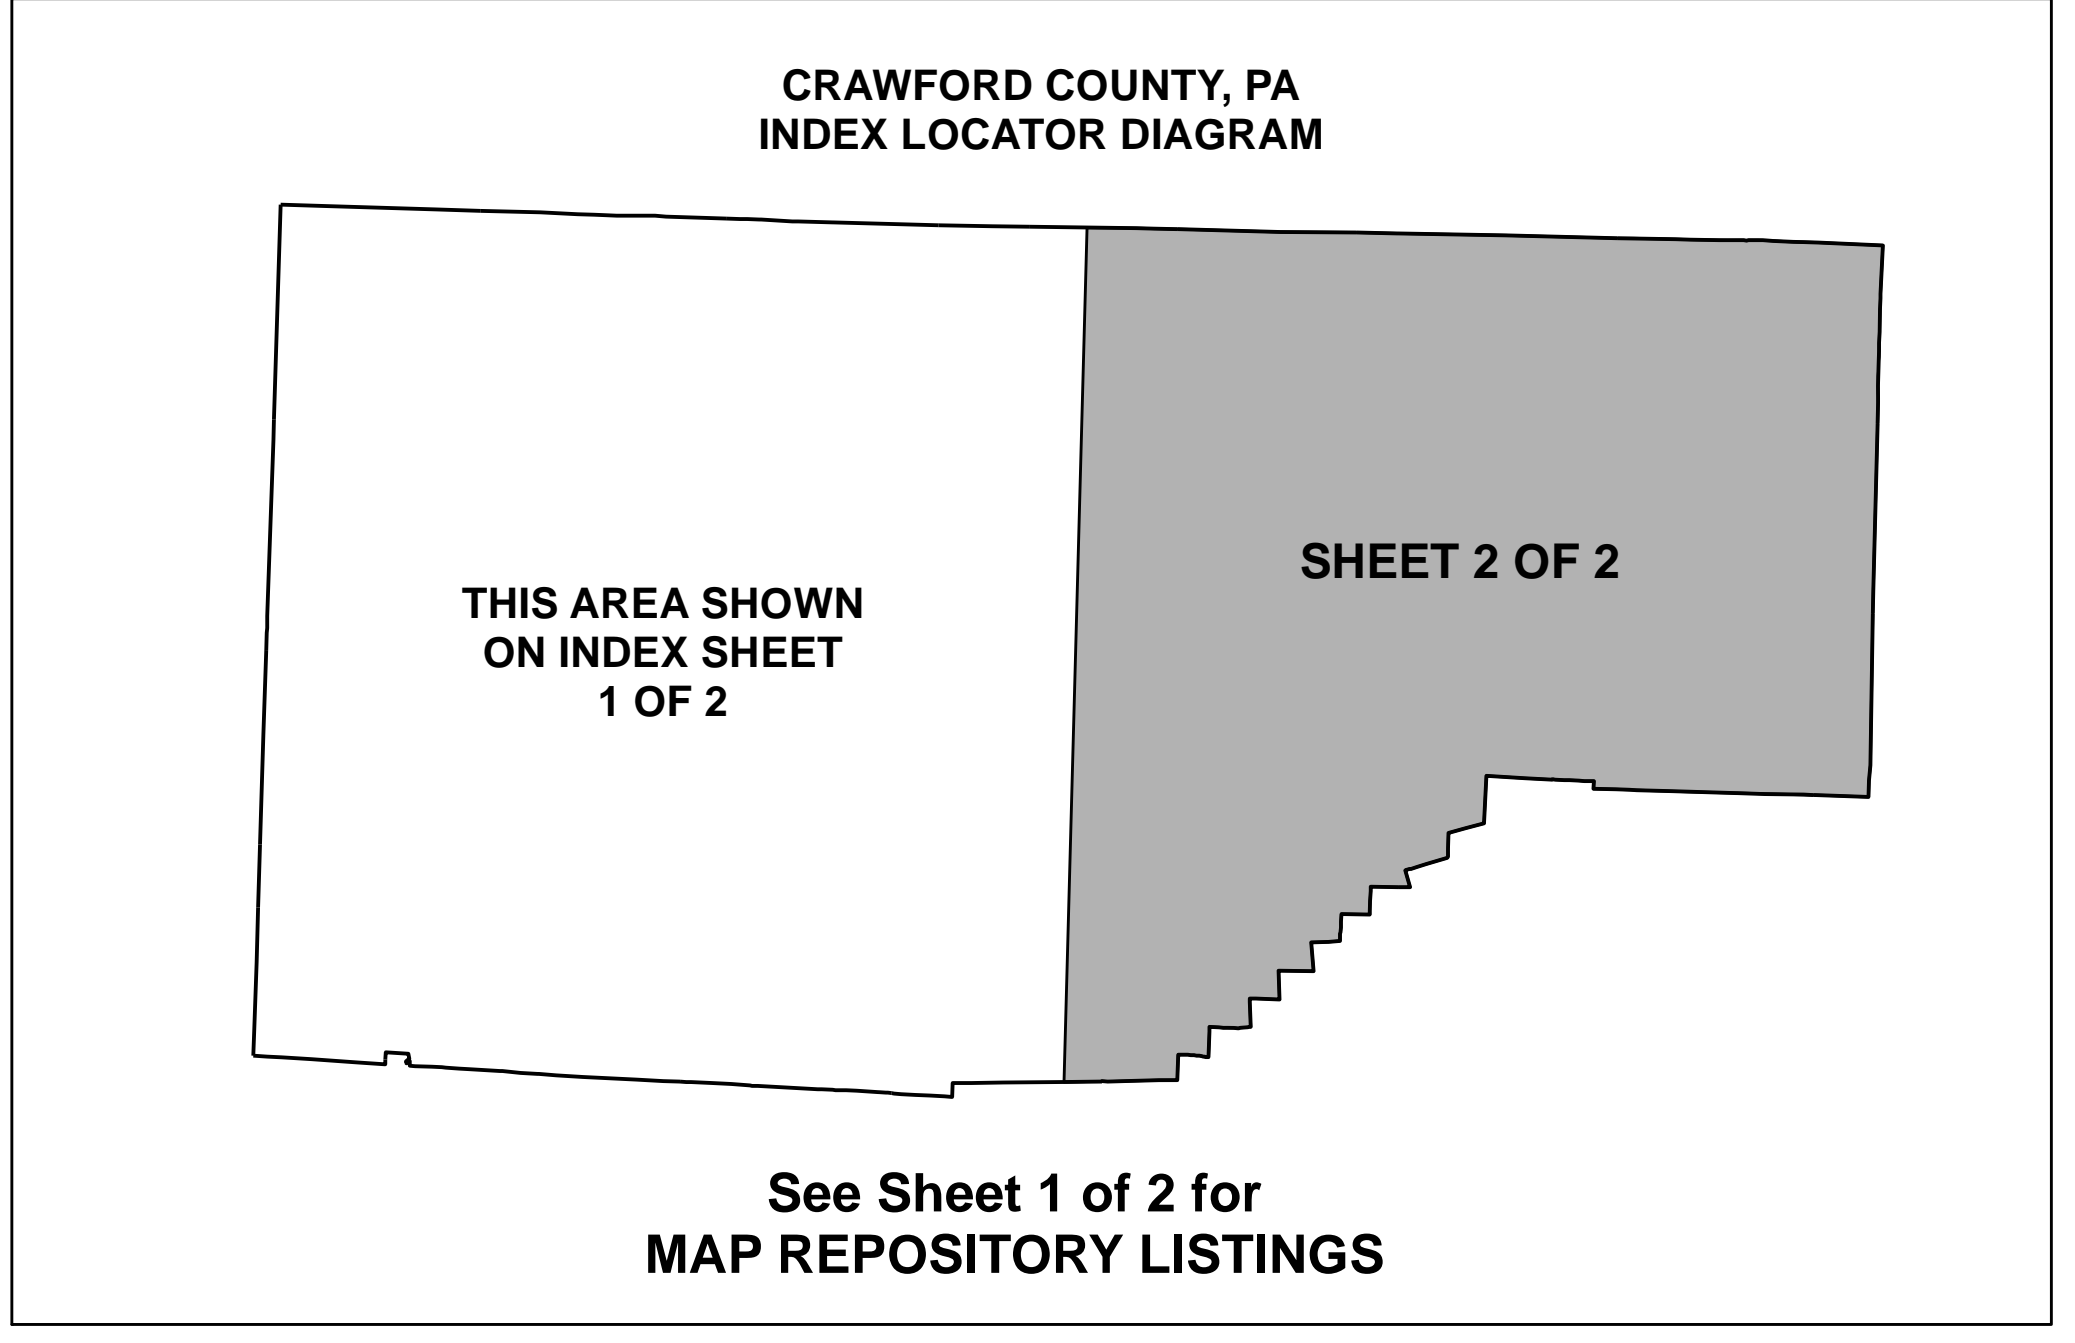 CRAWFORD COUNTY, PA
INDEX LOCATOR DIAGRAM
SHEET 2 OF 2
THIS AREA SHOWN
ON INDEX SHEET
1 OF 2
See Sheet 1 of 2 for
MAP REPOSITORY LISTINGS